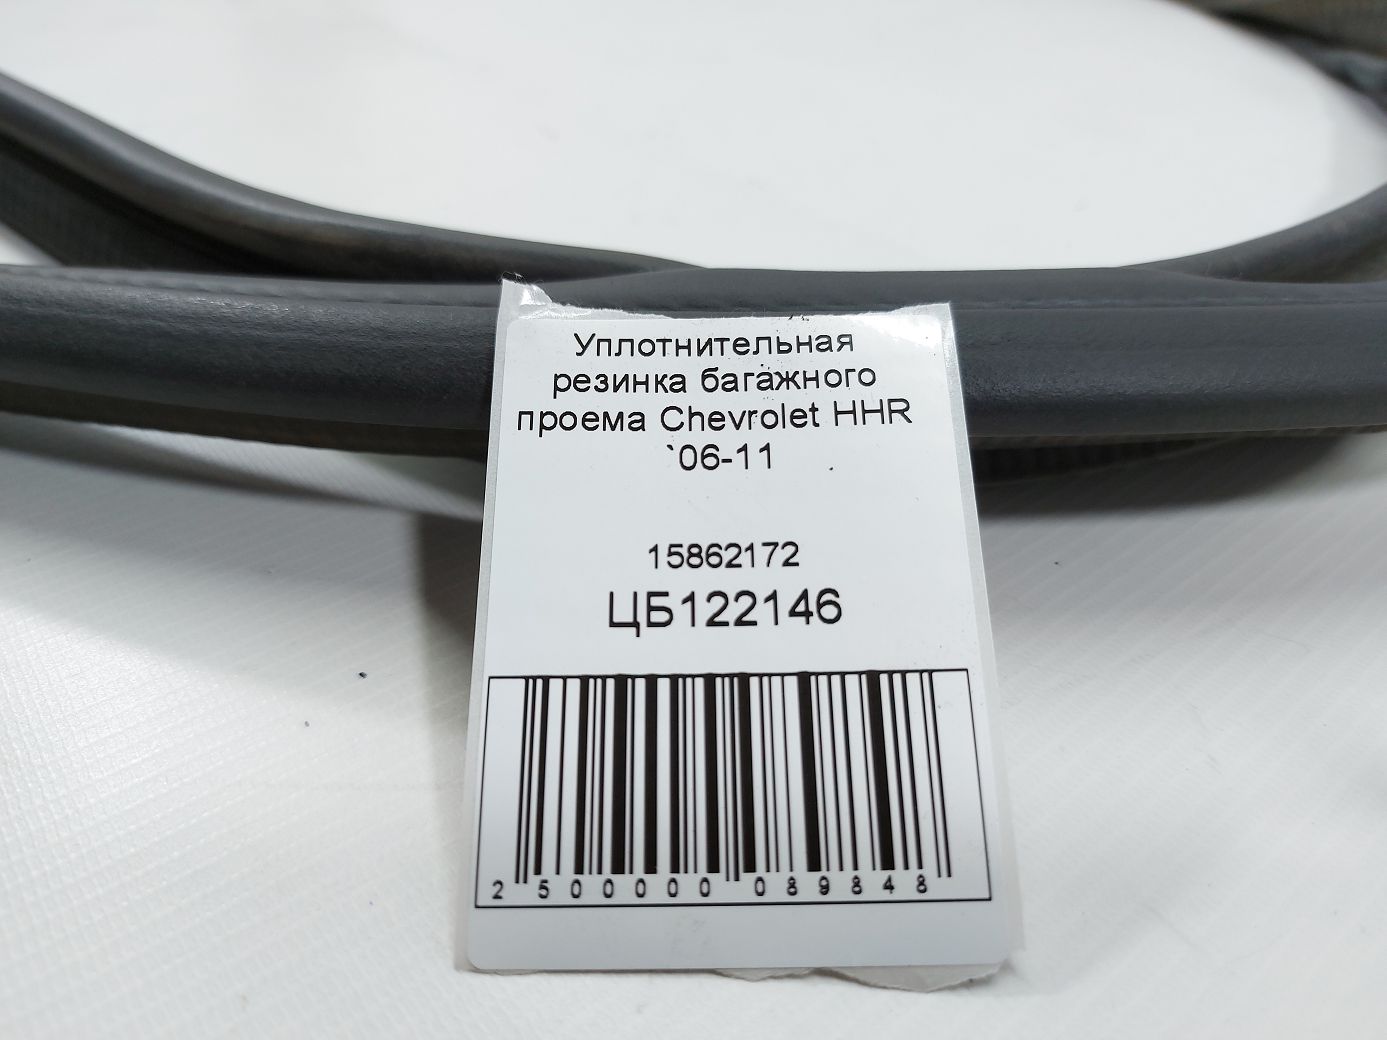 Уплотнительная
резинка багажного
проема Chevrolet HHR
`06-11
15862172
ЦБ122146
2 500000 089848